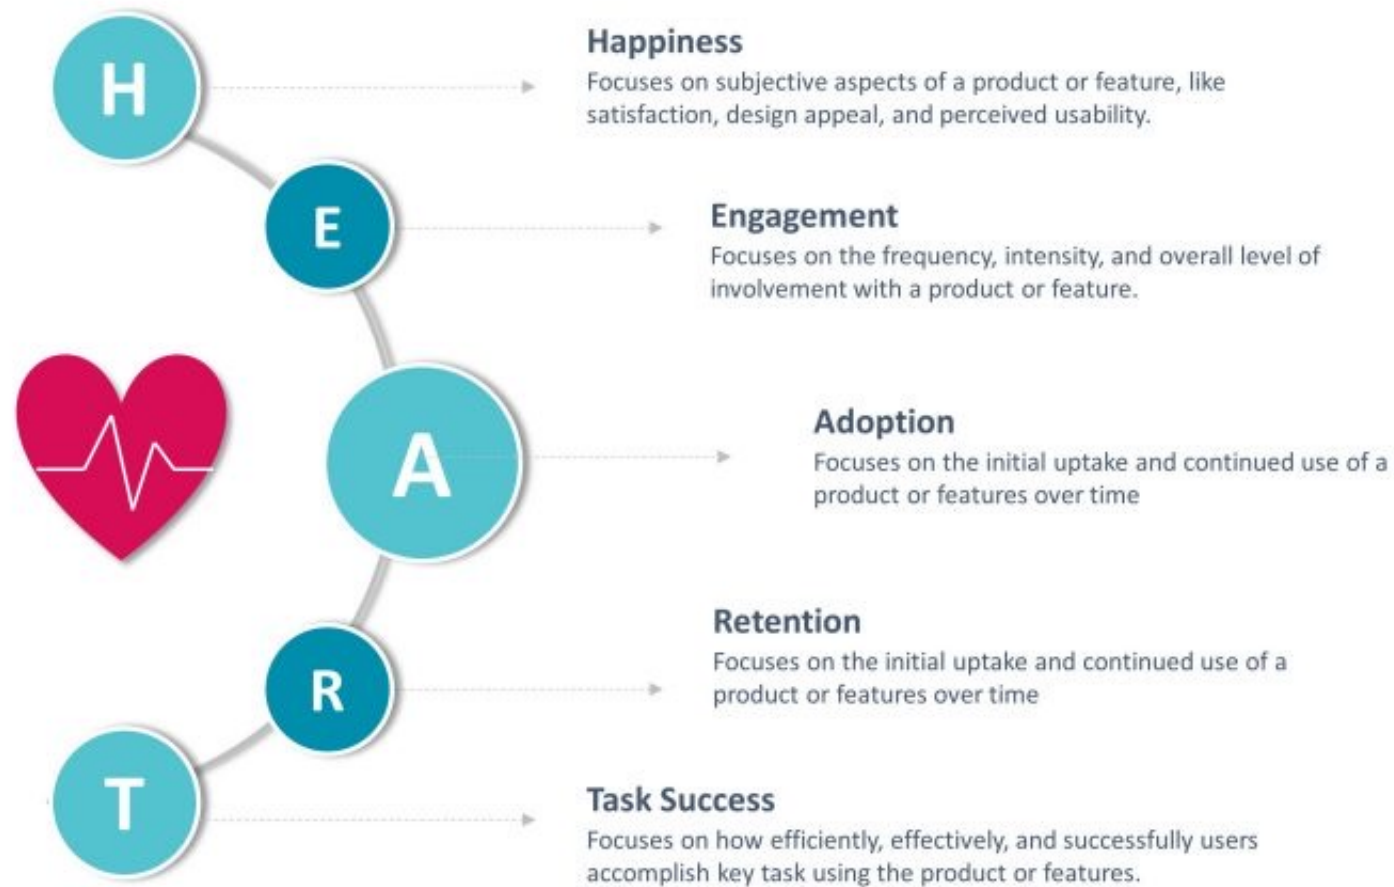 H
Happiness
Focuses on subjective aspects of a product or feature, like
satisfaction, design appeal, and perceived usability.
E
Engagement
Focuses on the frequency, intensity, and overall level of
involvement with a product or feature.
A
Adoption
Focuses on the initial uptake and continued use of a
product or features over time
R
Retention
Focuses on the initial uptake and continued use of a
product or features over time
T
Task Success
Focuses on how efficiently, effectively, and successfully users
accomplish key task using the product or features.